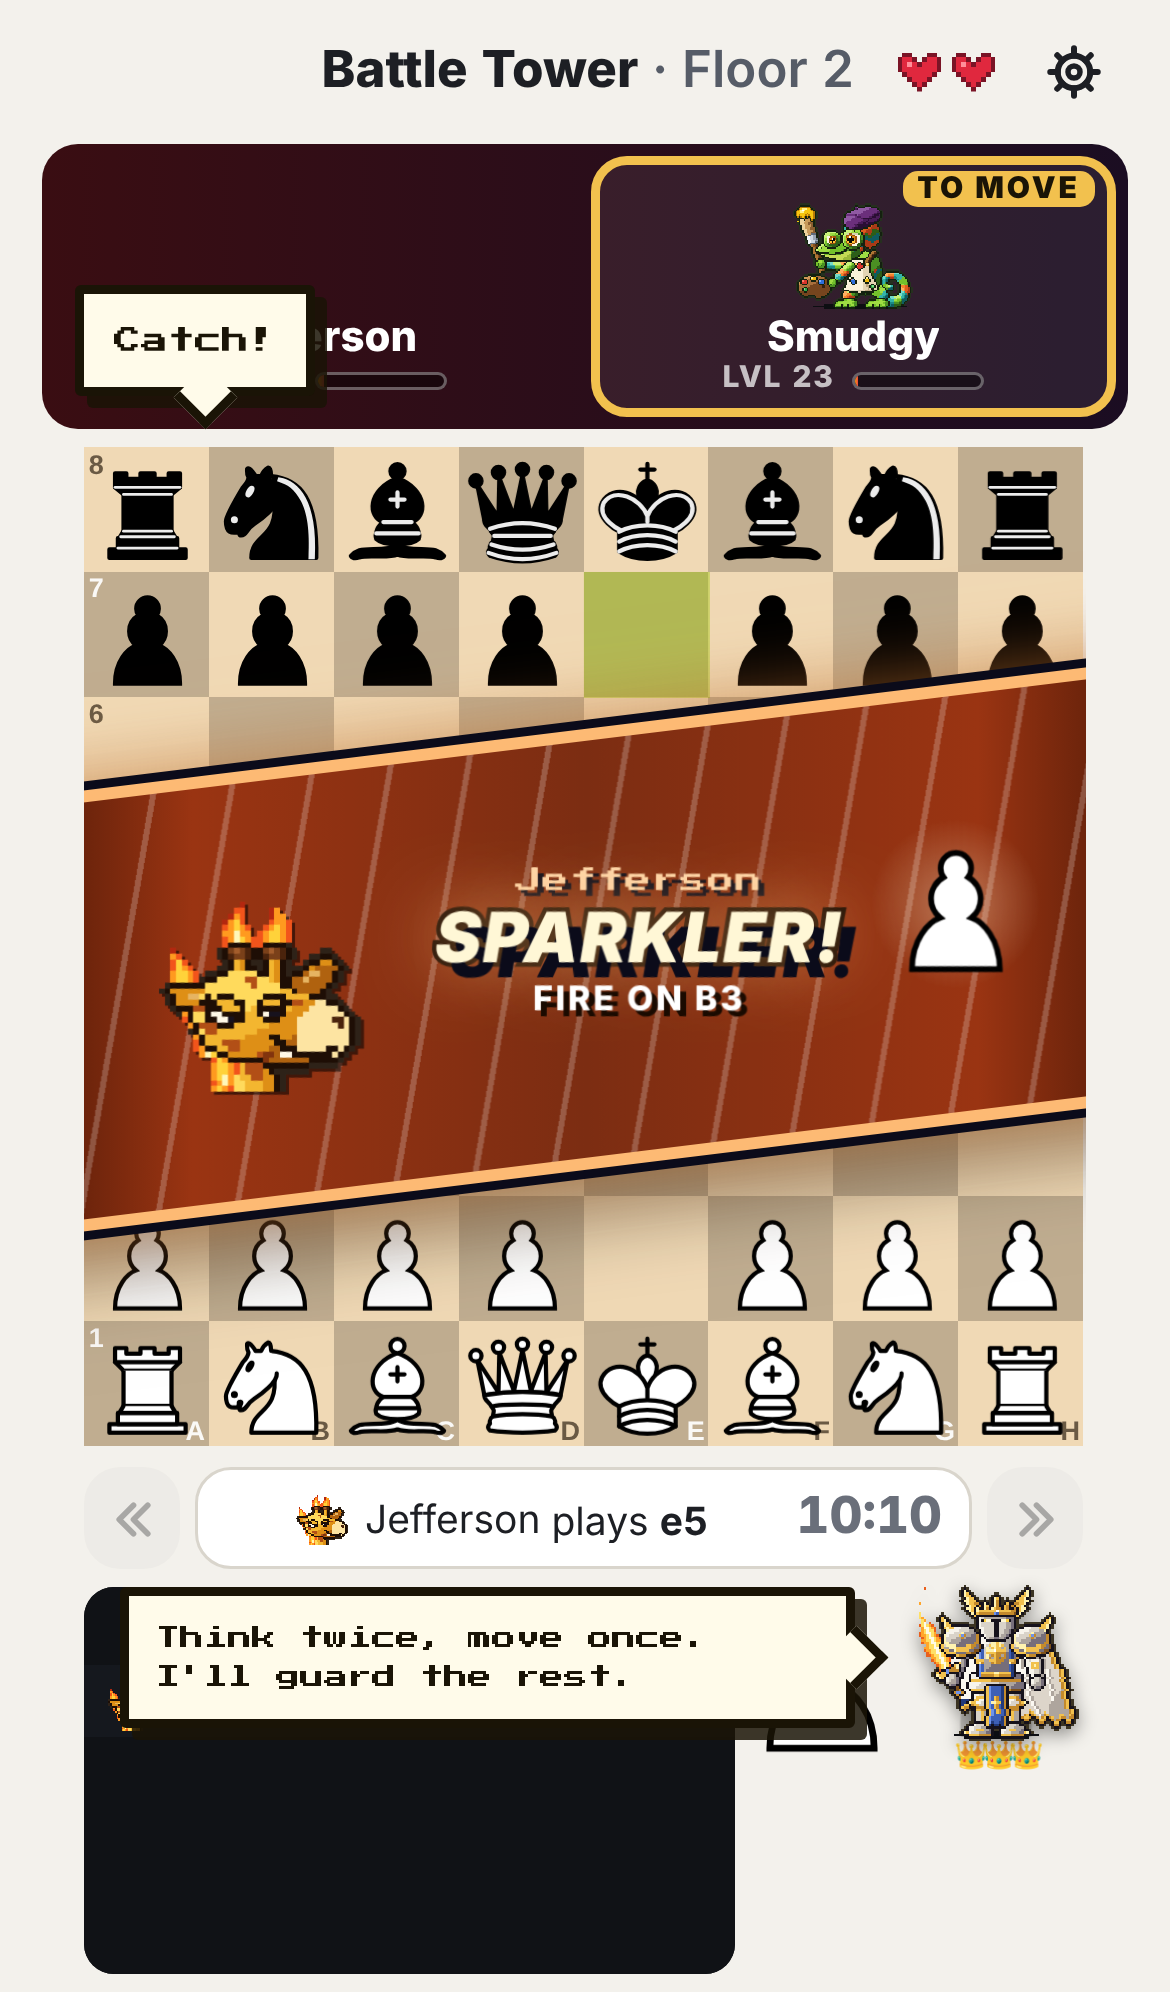 Battle Tower · Floor 2
TO MOVE
Catch!
erson
Smudgy
LVL 23
8
7
6
Jefferson
SPARKLER!
FIRE ON B3
1
A B C D E F G H
Jefferson plays e5 10:10
Think twice, move once.
I'll guard the rest.